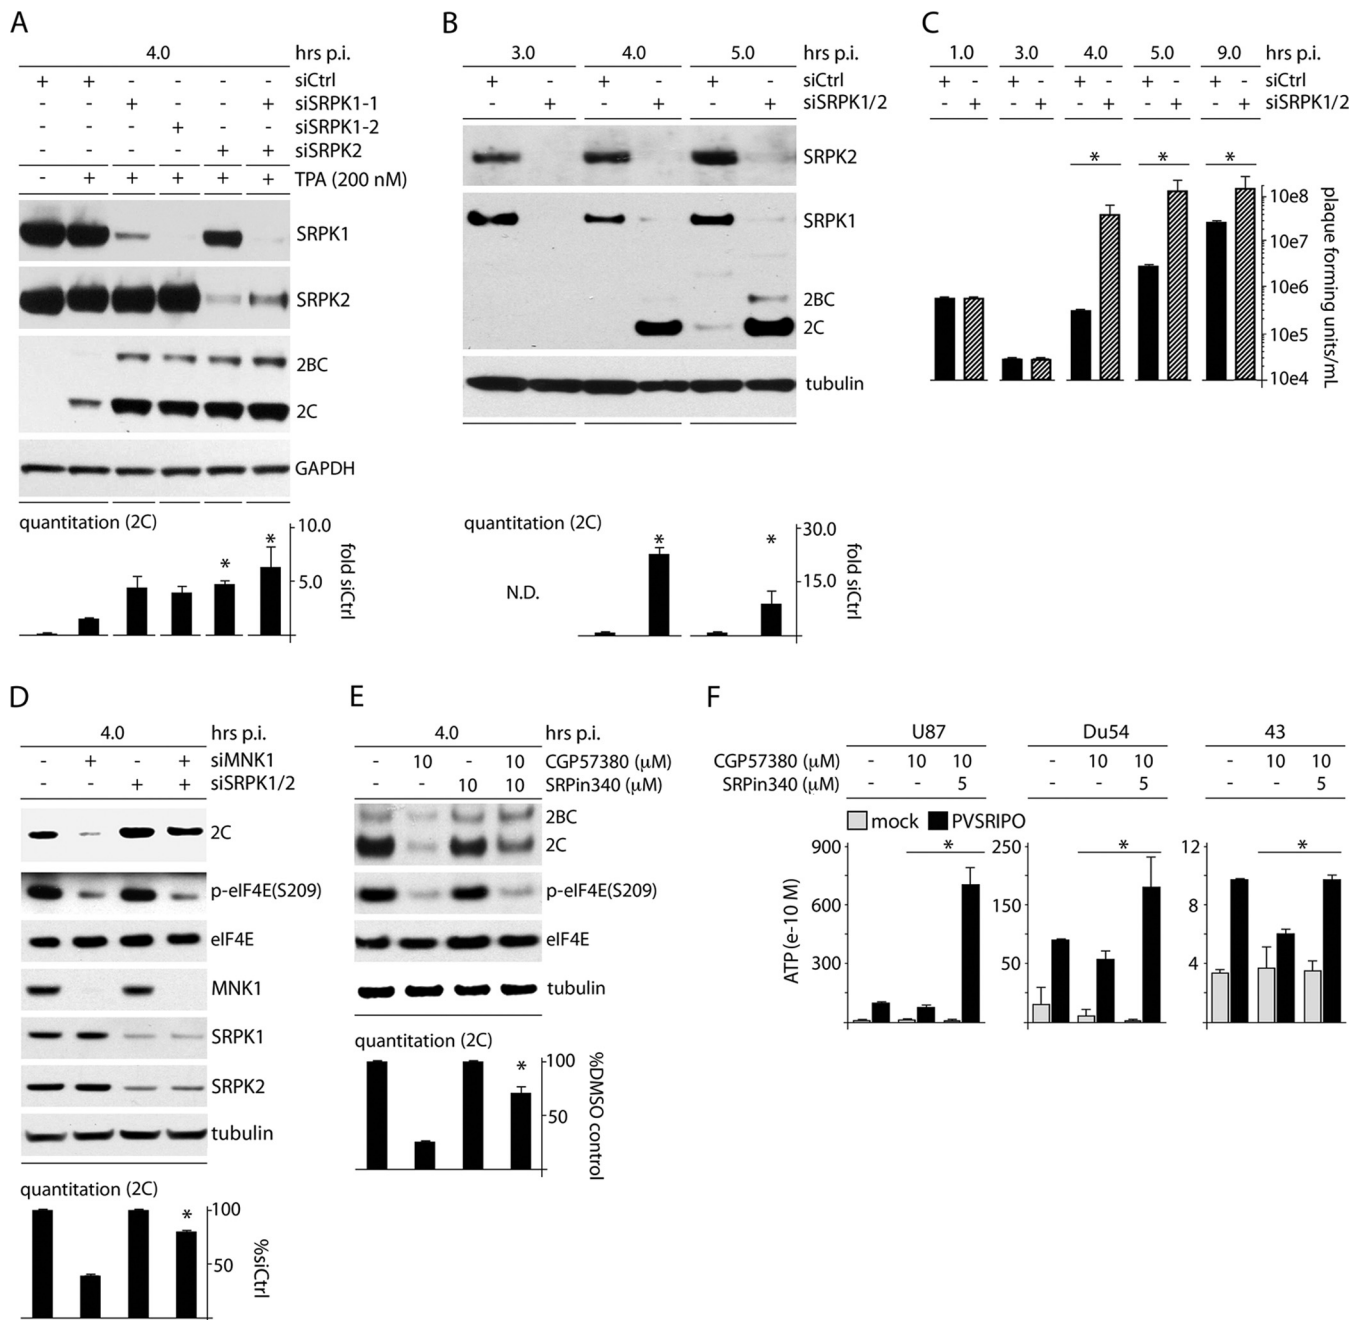 A
4.0 hrs p.i.
+ + - - - - siCtrl
- - + - - + siSRPK1-1
- - - + - - siSRPK1-2
- - - - + + siSRPK2
- + + + + + TPA (200 nM)
SRPK1
SRPK2
2BC
2C
GAPDH
quantitation (2C)
10.0
5.0
fold siCtrl
* *
B
3.0 4.0 5.0 hrs p.i.
+ - + - + - siCtrl
- + - + - + siSRPK1/2
SRPK2
SRPK1
2BC
2C
tubulin
quantitation (2C)
N.D.
* *
30.0
15.0
fold siCtrl
C
1.0 3.0 4.0 5.0 9.0 hrs p.i.
+ - + - + - + - + - siCtrl
- + - + - + - + - + siSRPK1/2
* * *
10e8
10e7
10e6
10e5
10e4
plaque forming units/mL
D
4.0 hrs p.i.
- + - + siMNK1
- - + + siSRPK1/2
2C
p-eIF4E(S209)
eIF4E
MNK1
SRPK1
SRPK2
tubulin
quantitation (2C)
*
100
50
%siCtrl
E
4.0 hrs p.i.
- 10 - 10 CGP57380 (μM)
- - 10 10 SRPin340 (μM)
2BC
2C
p-eIF4E(S209)
eIF4E
tubulin
quantitation (2C)
*
100
50
%DMSO control
F
U87 Du54 43
CGP57380 (μM) - 10 10 - 10 10 - 10 10
SRPin340 (μM) - - 5 - - 5 - - 5
mock PVSRIPO
* * *
ATP (e-10 M)
900
600
300
250
150
50
12
8
4